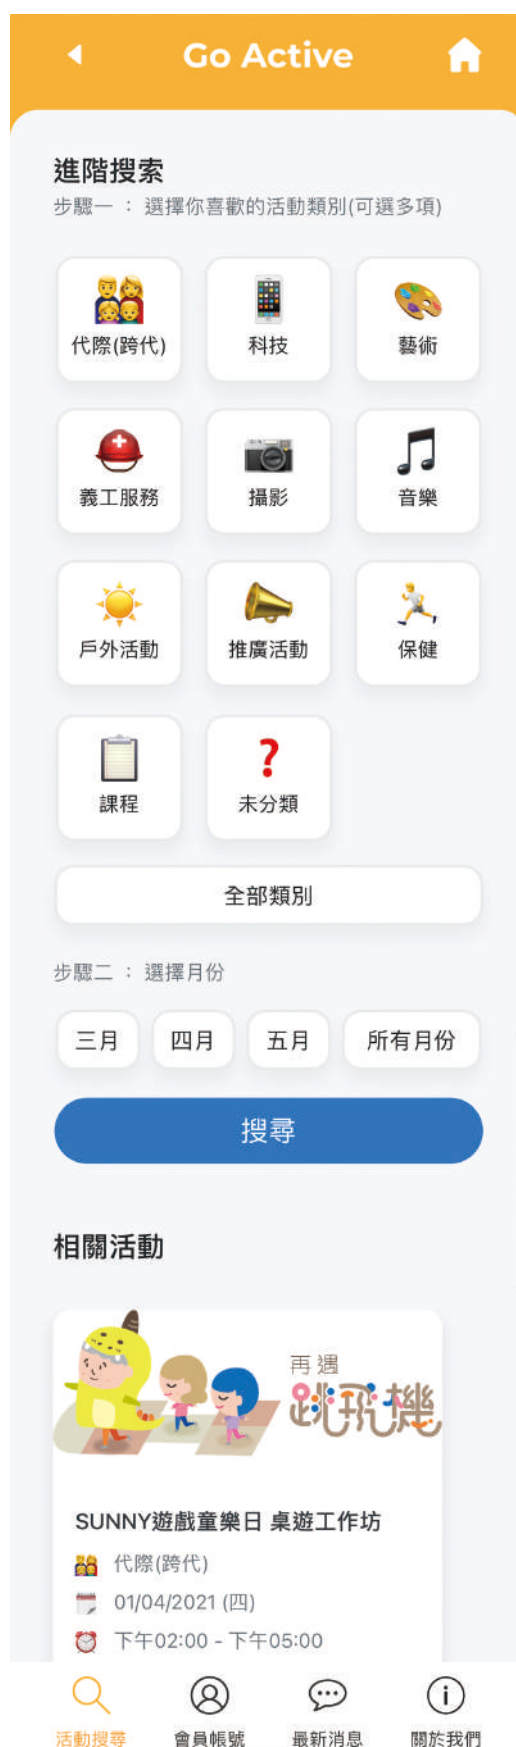 Go Active
進階搜索
步驟一 : 選擇你喜歡的活動類別(可選多項)
代際(跨代)
科技
藝術
義工服務
攝影
音樂
戶外活動
推廣活動
保健
課程
?
未分類
全部類別
步驟二 : 選擇月份
三月
四月
五月
所有月份
搜尋
相關活動
再遇
跳飛機
SUNNY遊戲童樂日 桌遊工作坊
代際(跨代)
01/04/2021 (四)
下午02:00 - 下午05:00
活動搜尋
會員帳號
最新消息
關於我們